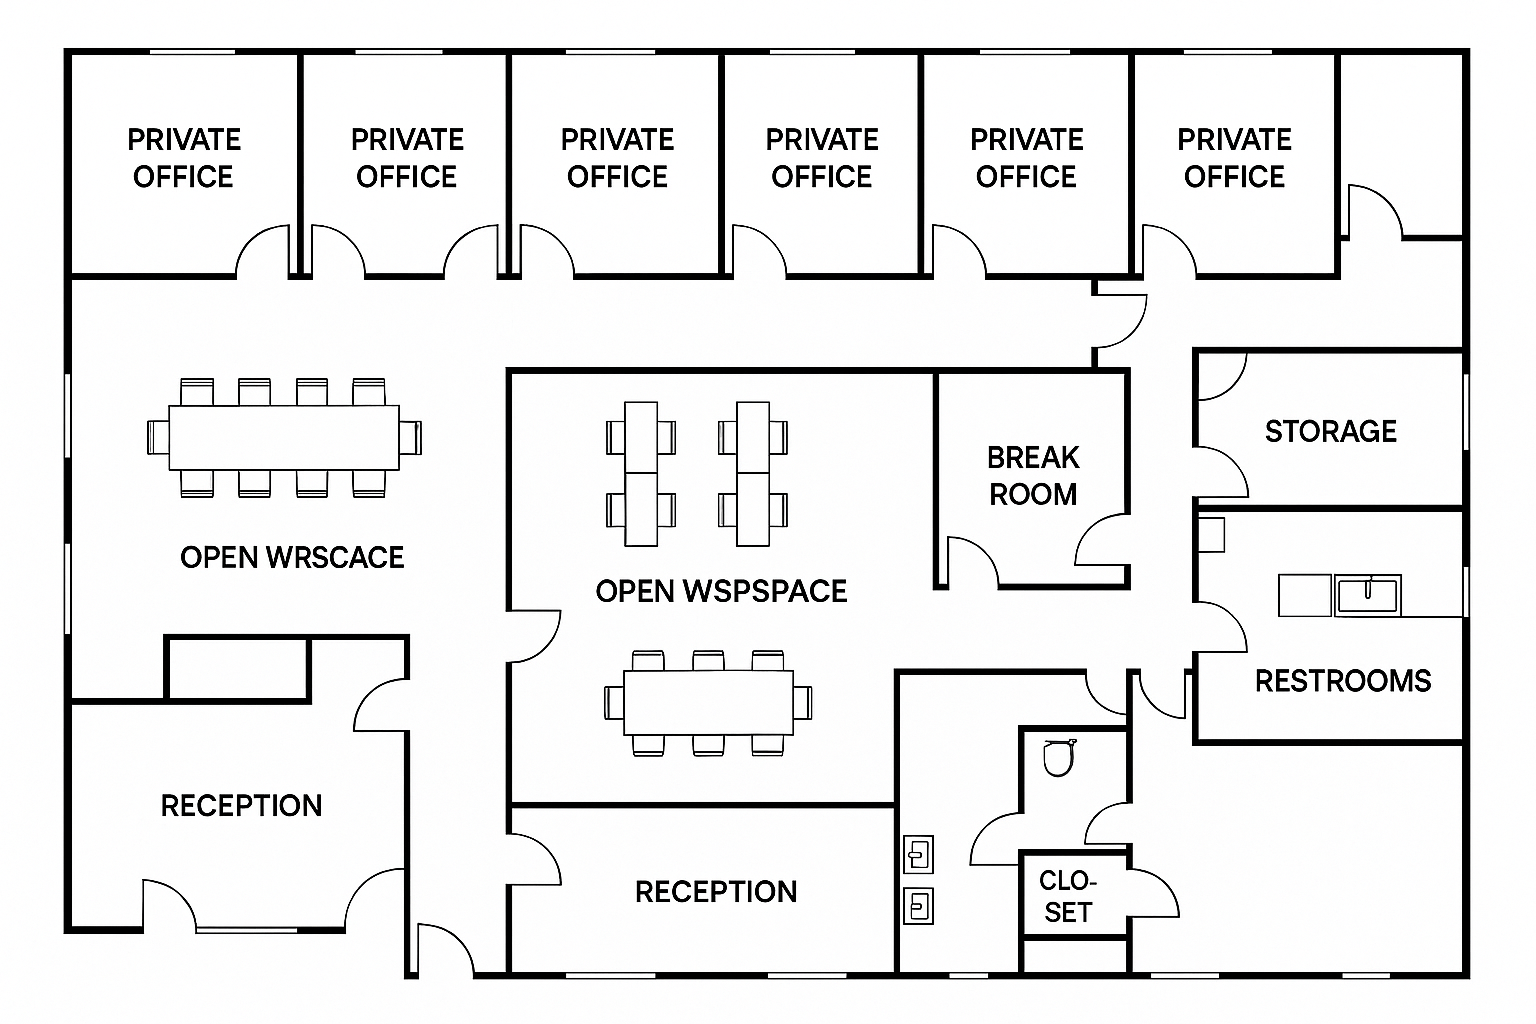 PRIVATE
OFFICE
PRIVATE
OFFICE
PRIVATE
OFFICE
PRIVATE
OFFICE
PRIVATE
OFFICE
PRIVATE
OFFICE
STORAGE
BREAK
ROOM
OPEN WRSCACE
OPEN WSPSPACE
RESTROOMS
RECEPTION
RECEPTION
CLO-
SET